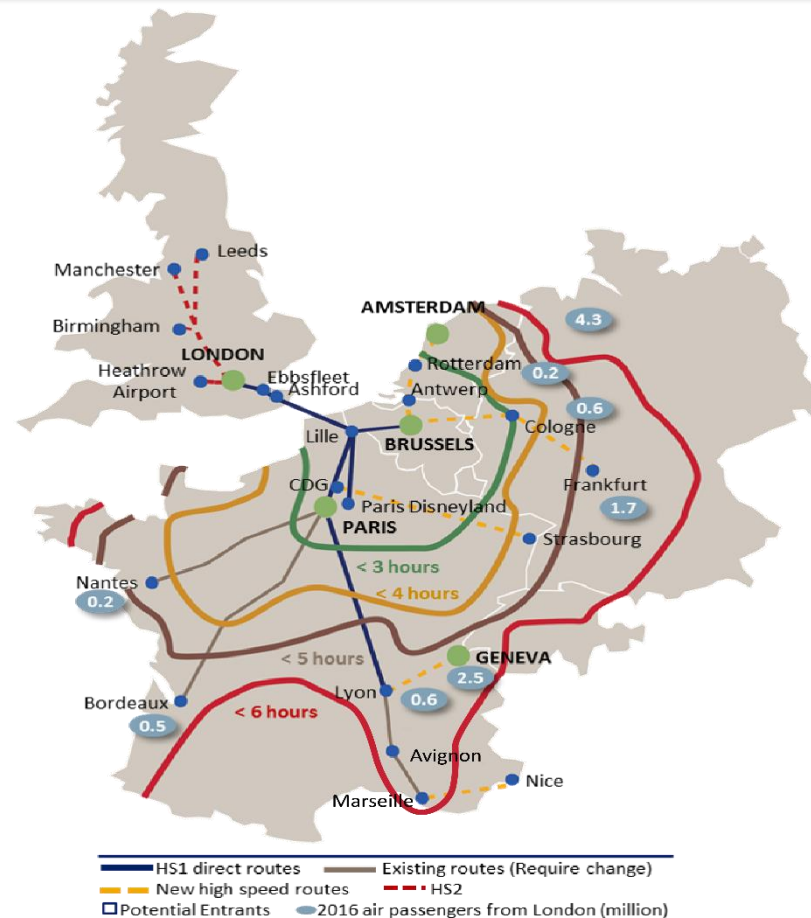 Leeds
Manchester
AMSTERDAM
4.3
Birmingham
LONDON
Rotterdam
0.2
Heathrow
Airport
Ebbsfleet
Ashford
Antwerp
0.6
Lille
BRUSSELS
Cologne
CDG
Frankfurt
Paris Disneyland
1.7
PARIS
Strasbourg
< 3 hours
Nantes
0.2
< 4 hours
< 5 hours
GENEVA
2.5
Lyon
0.6
Bordeaux
0.5
< 6 hours
Avignon
Nice
Marseille
HS1 direct routes
Existing routes (Require change)
New high speed routes
HS2
Potential Entrants
2016 air passengers from London (million)